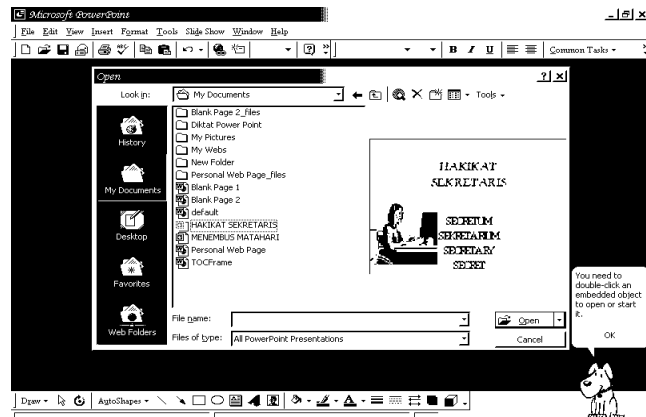 Microsoft PowerPoint
File Edit View Insert Format Tools Slide Show Window Help
B I U Common Tasks
Open
Look in: My Documents Tools
History
My Documents
Desktop
Favorites
Web Folders
Blank Page 2_files
Diktat Power Point
My Pictures
My Webs
New Folder
Personal Web Page_files
Blank Page 1
Blank Page 2
default
HAKIKAT SEKRETARIS
MENEMBUS MATAHARI
Personal Web Page
TOCFrame
HAKIKAT
SEKRETARIS
SECRETUM
SEKRETARIUM
SECRETARY
SECRET
File name:
Files of type: All PowerPoint Presentations
Open
Cancel
You need to
double-click an
embedded object
to open or start
it.
OK
Draw AutoShapes